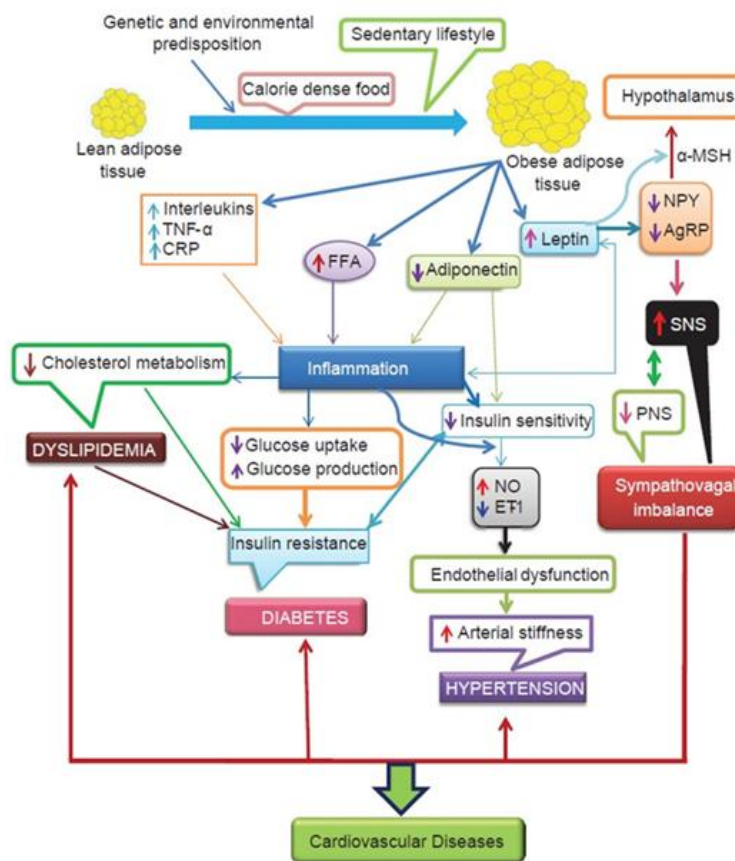 Genetic and environmental
predisposition
Sedentary lifestyle
Calorie dense food
Hypothalamus
Lean adipose
tissue
Obese adipose
tissue
α-MSH
↑ Interleukins
↑ TNF-α
↑ CRP
↑ FFA
↓ Adiponectin
↑ Leptin
↓ NPY
↓ AgRP
↑ SNS
↓ Cholesterol metabolism
Inflammation
↓ Insulin sensitivity
↓ PNS
DYSLIPIDEMIA
↓ Glucose uptake
↑ Glucose production
↑ NO
↓ ET1
Sympathovagal
imbalance
Insulin resistance
Endothelial dysfunction
DIABETES
↑ Arterial stiffness
HYPERTENSION
Cardiovascular Diseases